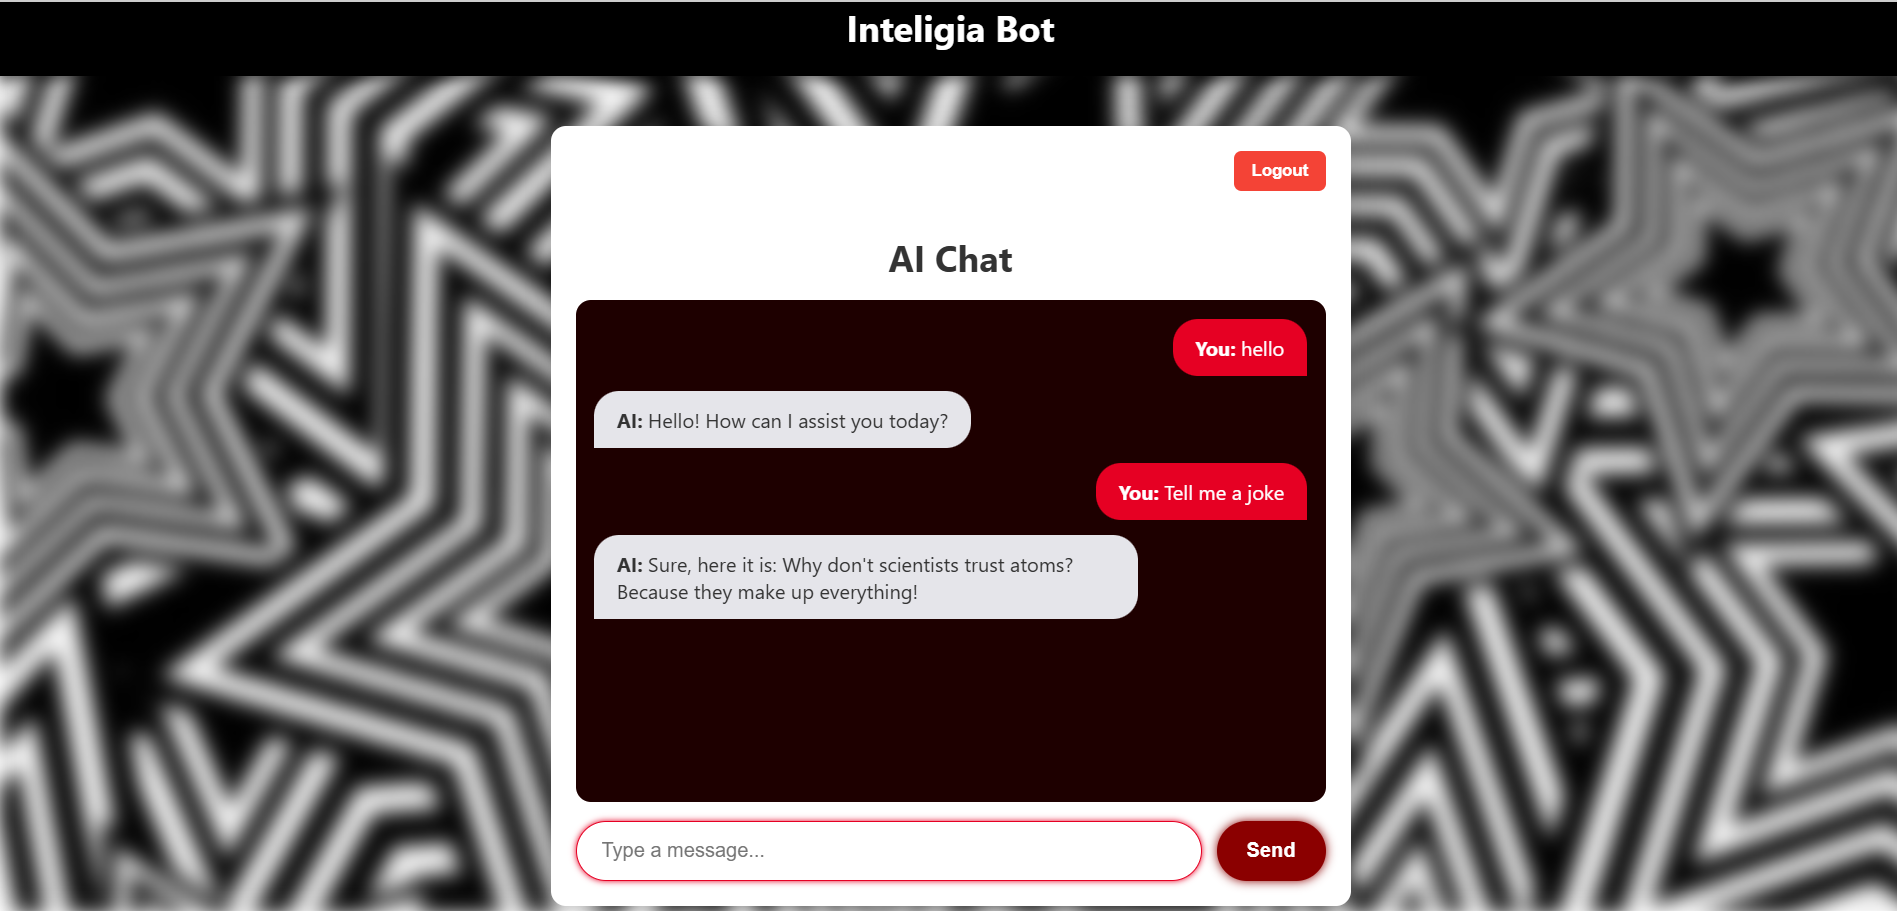 Inteligia Bot
Logout
AI Chat
You: hello
AI: Hello! How can I assist you today?
You: Tell me a joke
AI: Sure, here it is: Why don't scientists trust atoms?
Because they make up everything!
Type a message...
Send